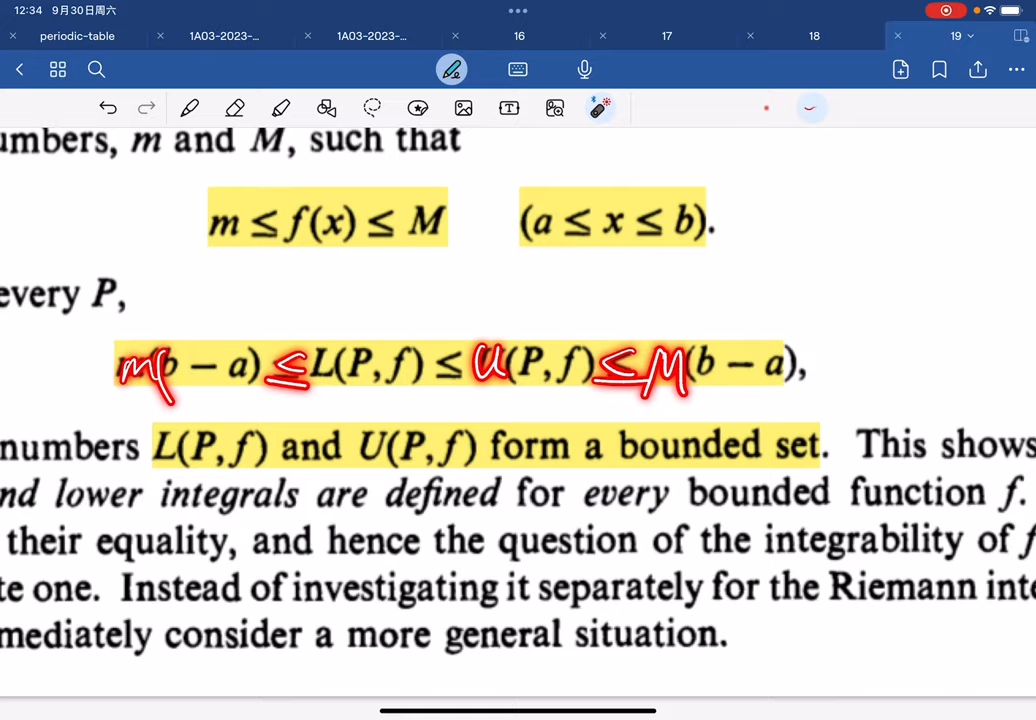 12:34 9月30日周六
periodic-table 1A03-2023-... 1A03-2023-... 16 17 18 19
umbers, m and M, such that
m ≤ f(x) ≤ M (a ≤ x ≤ b).
every P,
m(b − a) ≤ L(P, f) ≤ U(P, f) ≤ M(b − a),
numbers L(P, f) and U(P, f) form a bounded set. This shows
nd lower integrals are defined for every bounded function f.
their equality, and hence the question of the integrability of f
te one. Instead of investigating it separately for the Riemann inte
mediately consider a more general situation.